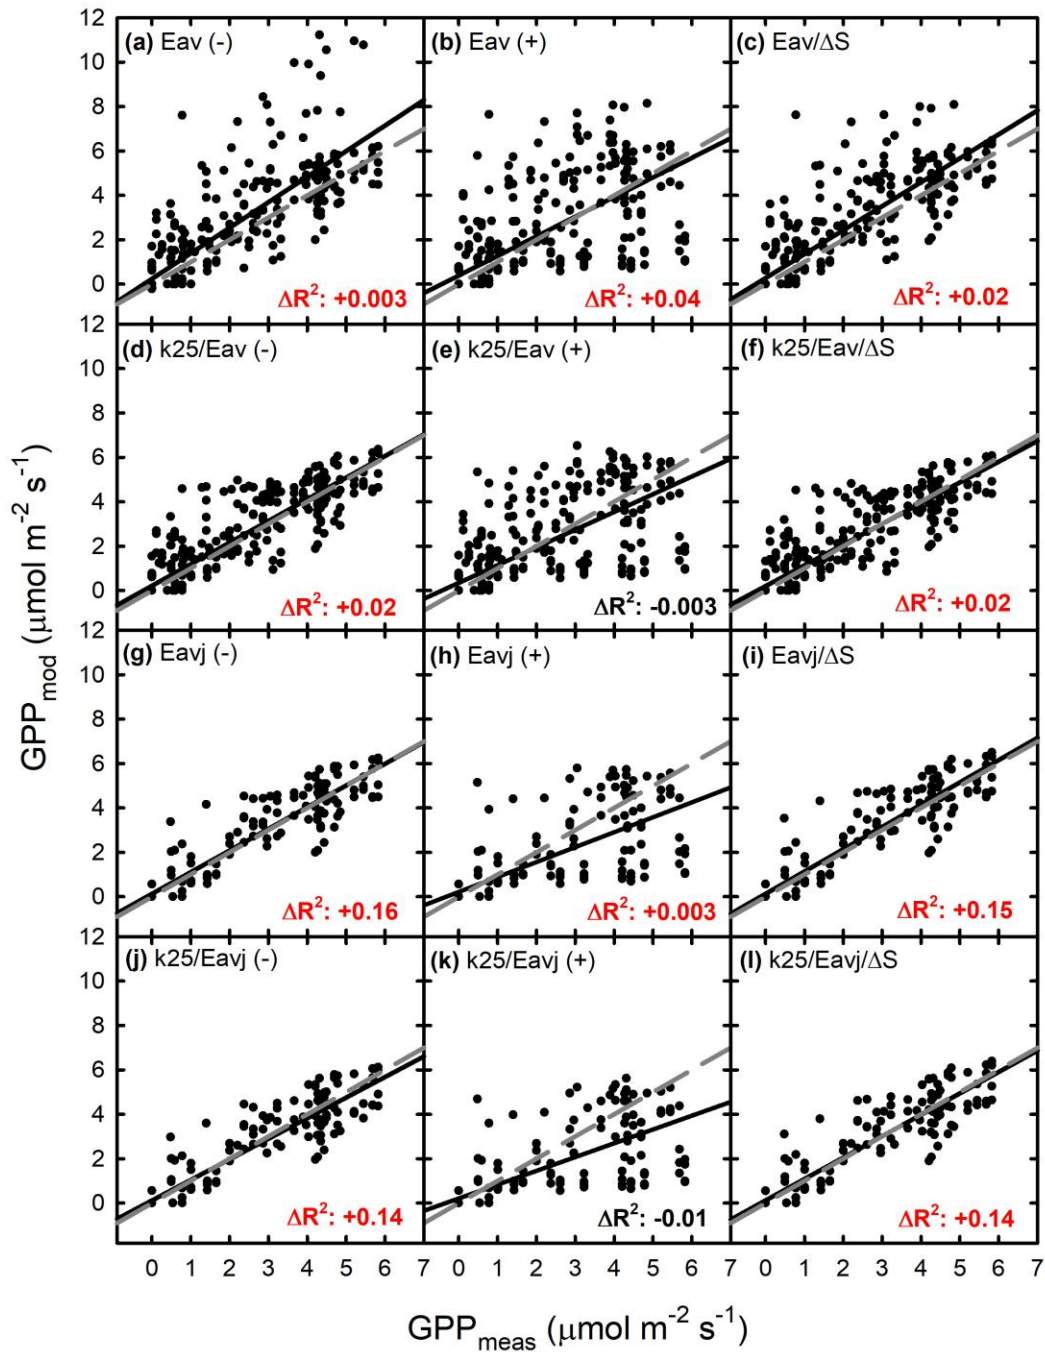 12
10
8
6
4
2
0
(a) Eav (-)
ΔR²: +0.003
(b) Eav (+)
ΔR²: +0.04
(c) Eav/ΔS
ΔR²: +0.02
12
10
8
6
4
2
0
(d) k25/Eav (-)
ΔR²: +0.02
(e) k25/Eav (+)
ΔR²: -0.003
(f) k25/Eav/ΔS
ΔR²: +0.02
12
10
8
6
4
2
0
(g) Eavj (-)
ΔR²: +0.16
(h) Eavj (+)
ΔR²: +0.003
(i) Eavj/ΔS
ΔR²: +0.15
12
10
8
6
4
2
0
(j) k25/Eavj (-)
ΔR²: +0.14
(k) k25/Eavj (+)
ΔR²: -0.01
(l) k25/Eavj/ΔS
ΔR²: +0.14
0 1 2 3 4 5 6 7 0 1 2 3 4 5 6 7 0 1 2 3 4 5 6 7
GPPmod (μmol m⁻² s⁻¹)
GPPmeas (μmol m⁻² s⁻¹)